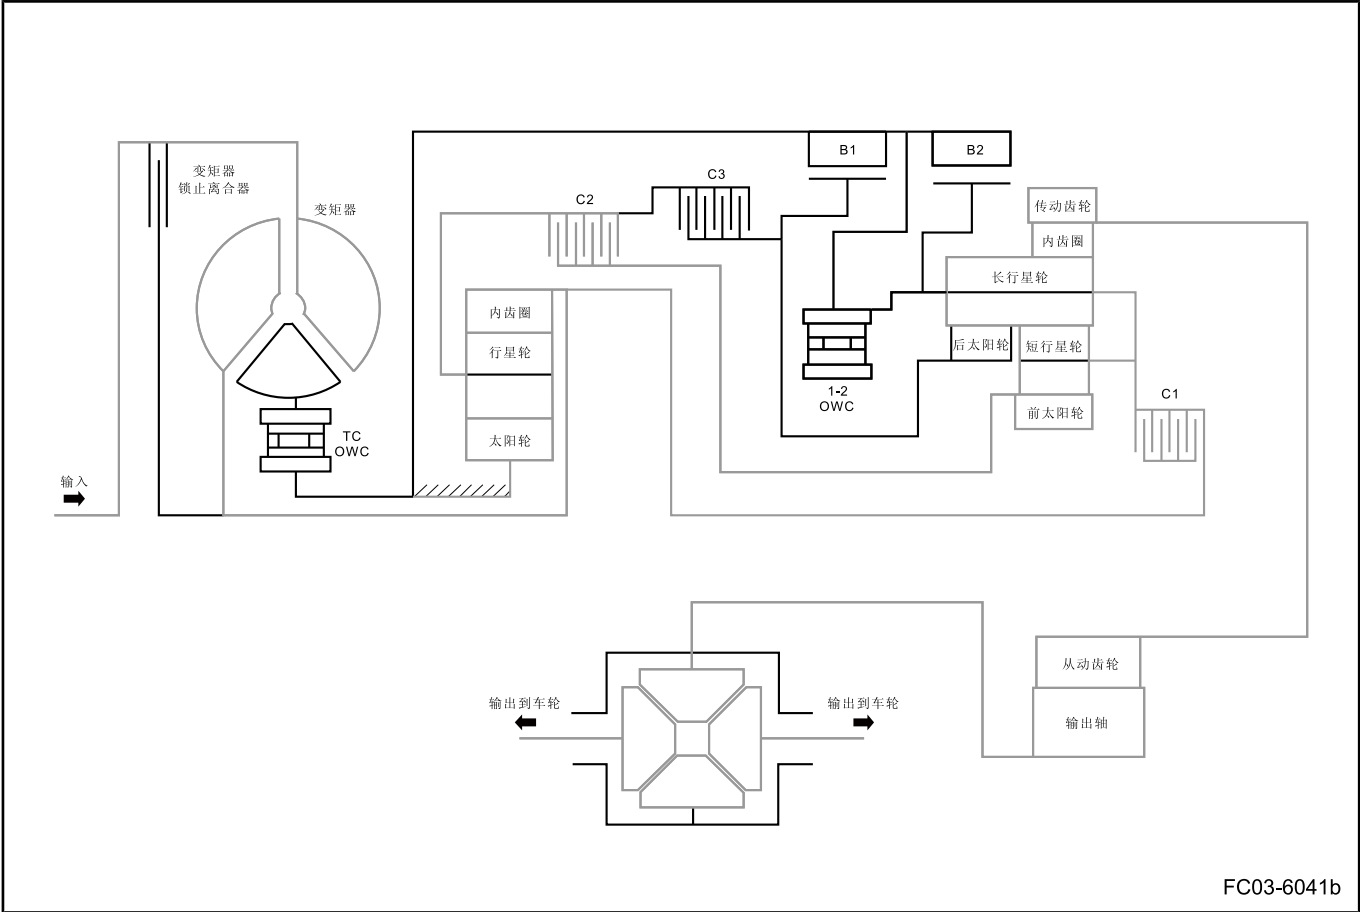 B1
B2
C3
变矩器
锁止离合器
C2
传动齿轮
变矩器
内齿圈
长行星轮
内齿圈
后太阳轮
短行星轮
行星轮
1-2
OWC
C1
前太阳轮
TC
OWC
太阳轮
输入
从动齿轮
输出到车轮
输出到车轮
输出轴
FC03-6041b